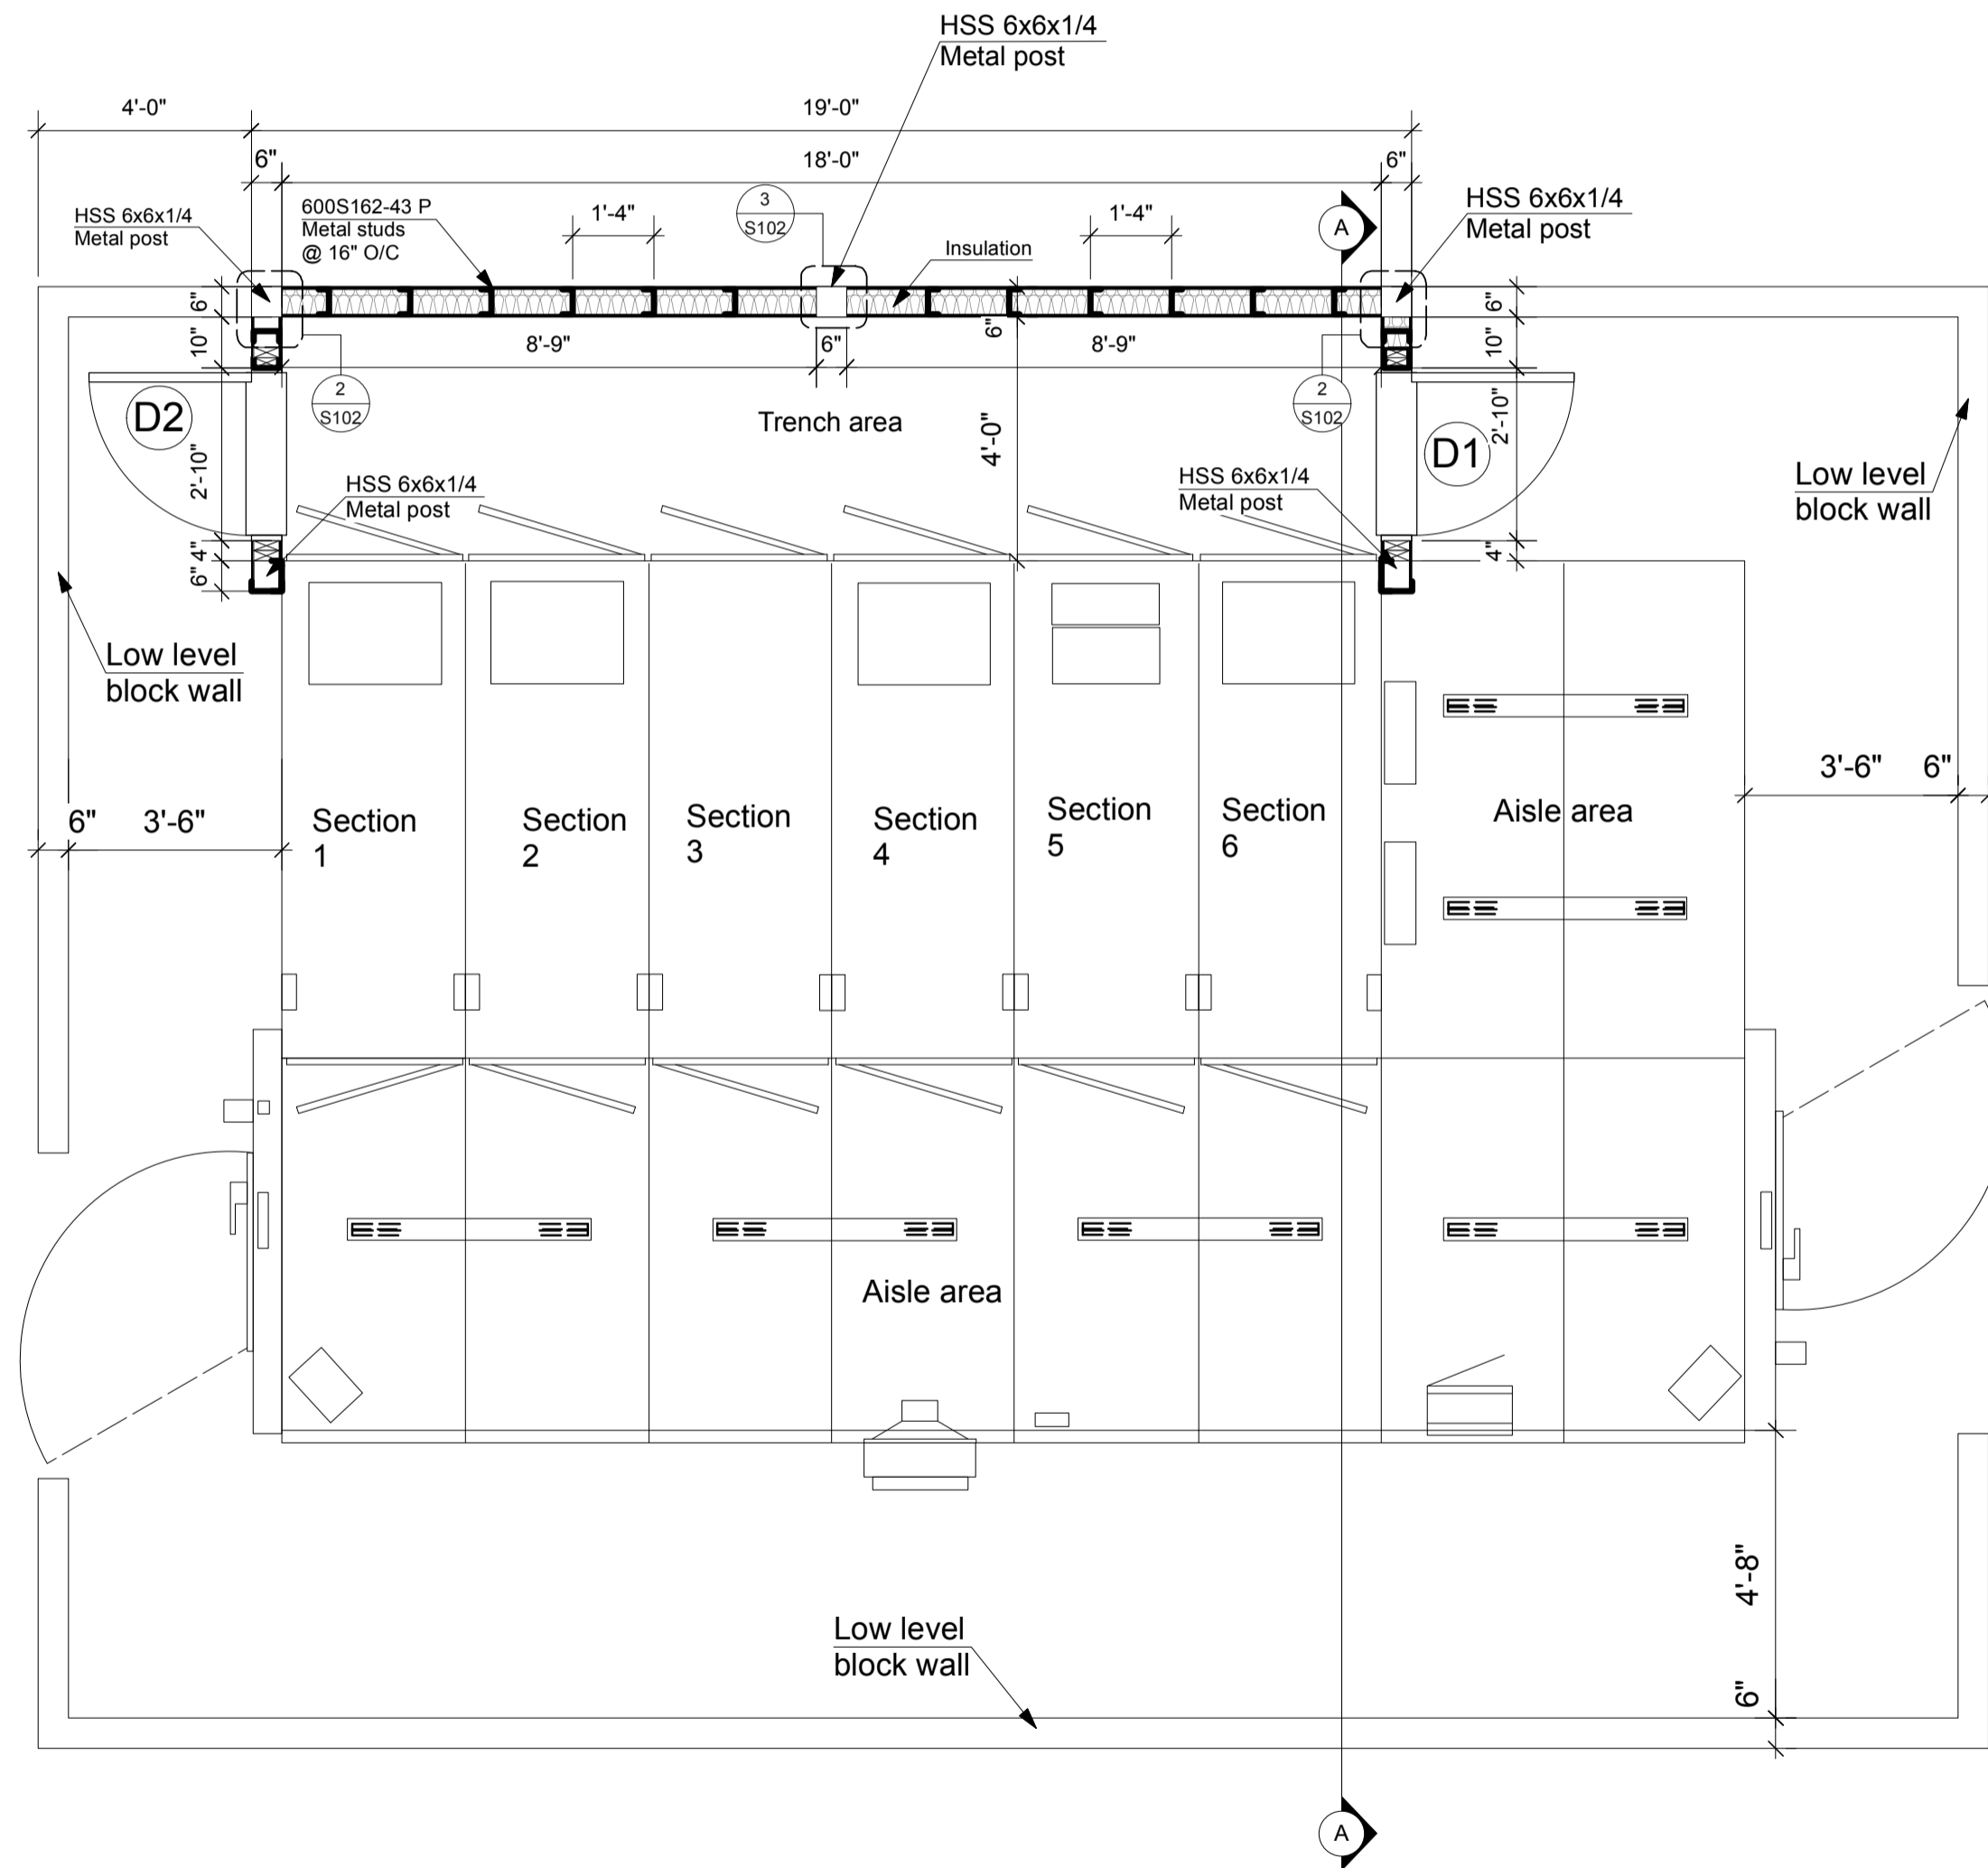 HSS 6x6x1/4
Metal post
4'-0"
19'-0"
6"
18'-0"
6"
HSS 6x6x1/4
Metal post
600S162-43 P
Metal studs
@ 16" O/C
1'-4"
3
S102
Insulation
1'-4"
A
HSS 6x6x1/4
Metal post
6"
10"
8'-9"
6"
6"
8'-9"
6"
10"
2
S102
2
S102
D2
Trench area
4'-0"
D1
2'-10"
2'-10"
HSS 6x6x1/4
Metal post
HSS 6x6x1/4
Metal post
Low level
block wall
4"
6"
4"
Low level
block wall
6"
3'-6"
Section
1
Section
2
Section
3
Section
4
Section
5
Section
6
Aisle area
3'-6"
6"
Aisle area
4'-8"
Low level
block wall
6"
A